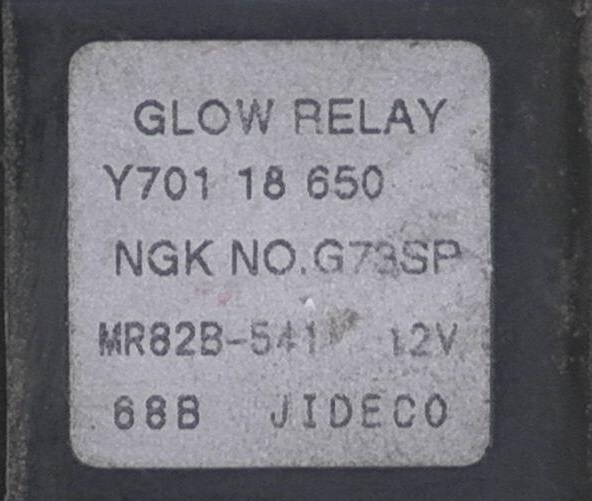 GLOW RELAY
Y701 18 650
NGK NO.G73SP
MR82B-541 12V
68B JIDECO